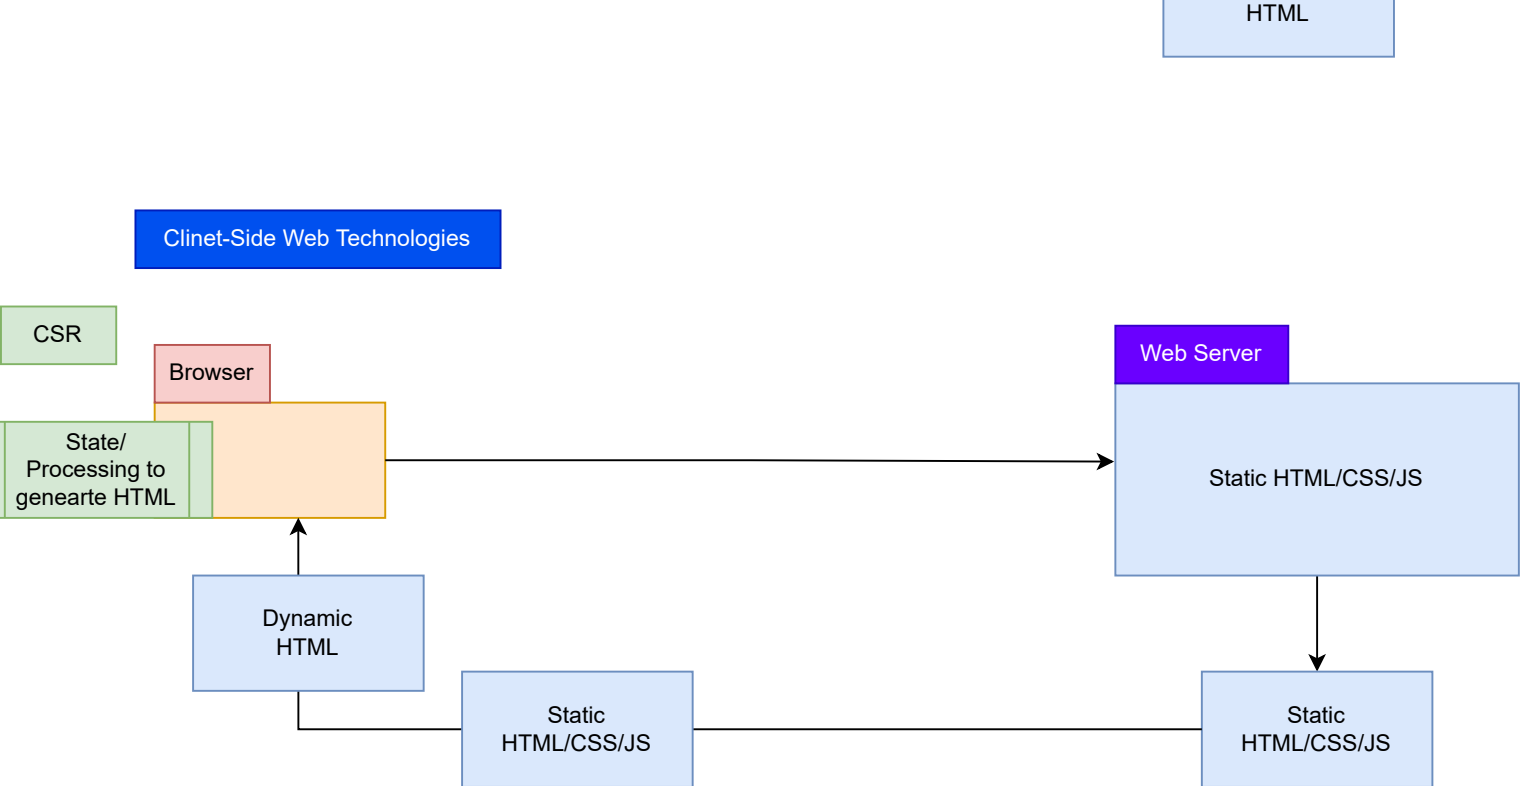 HTML
Clinet-Side Web Technologies
CSR
Browser
Web Server
State/
Processing to
genearte HTML
Static HTML/CSS/JS
Dynamic
HTML
Static
HTML/CSS/JS
Static
HTML/CSS/JS